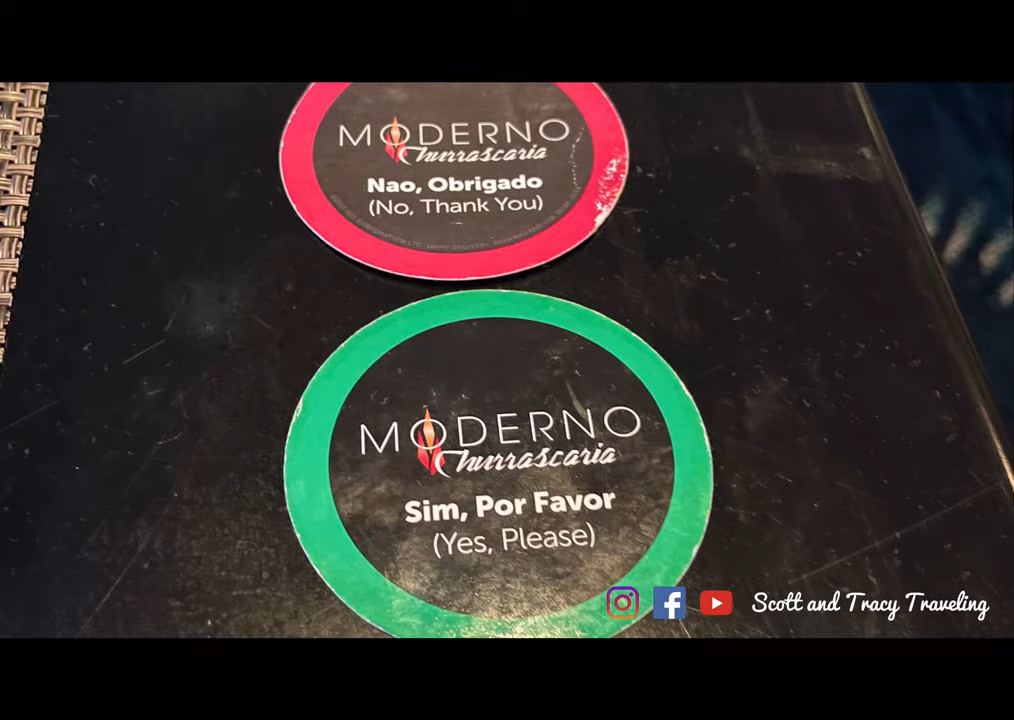 MODERNO
Churrascaria
Nao, Obrigado
(No, Thank You)
MODERNO
Churrascaria
Sim, Por Favor
(Yes, Please)
Scott and Tracy Traveling